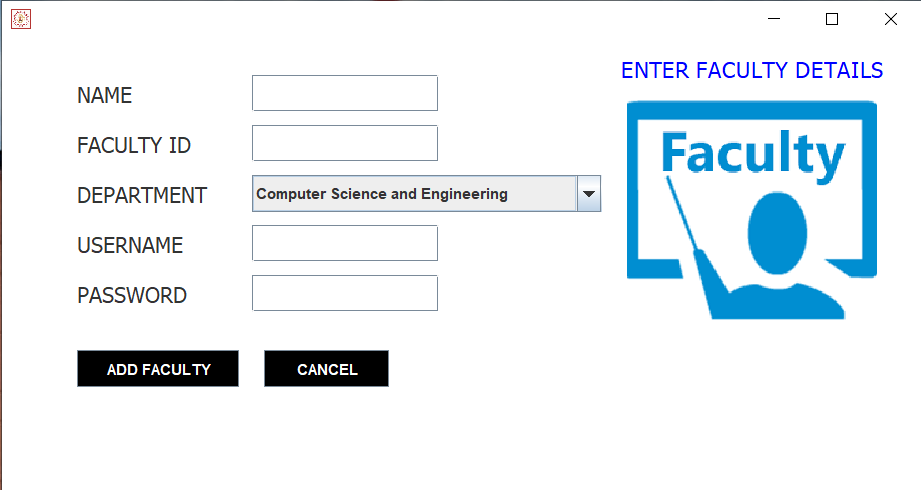 ENTER FACULTY DETAILS
Faculty
NAME
FACULTY ID
DEPARTMENT Computer Science and Engineering
USERNAME
PASSWORD
ADD FACULTY CANCEL